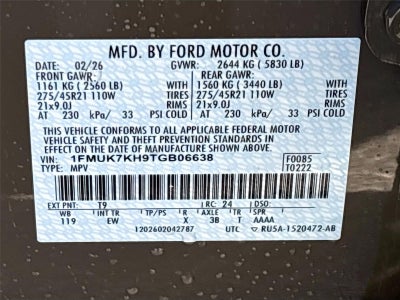 MFD. BY FORD MOTOR CO.
DATE: 02/26 GVWR: 2644 KG ( 5830 LB)
FRONT GAWR: REAR GAWR:
1161 KG ( 2560 LB) 1560 KG ( 3440 LB)
275/45R21 110W TIRES 275/45R21 110W TIRES
21x9.0J RIMS 21x9.0J RIMS
AT 230 kPa/ 33 PSI AT 230 kPa/ 33 PSI
THIS VEHICLE CONFORMS TO ALL APPLICABLE FEDERAL MOTOR
VEHICLE SAFETY STANDARDS AND BUMPER STANDARDS, AND
THEFT PREVENTION STANDARDS IN EFFECT ON THE DATE OF
MANUFACTURE SHOWN ABOVE.
VIN: 1FMUK7KH9TGB06638 F0085
TYPE: MPV T0222
EXT PNT: T9 RC: 24 DSO:
WB BRK INT TR TP/PS R AXLE TR SPR
119 EW X 3B T AAAA
1202602042787 UTC RU5A-1520472-AB